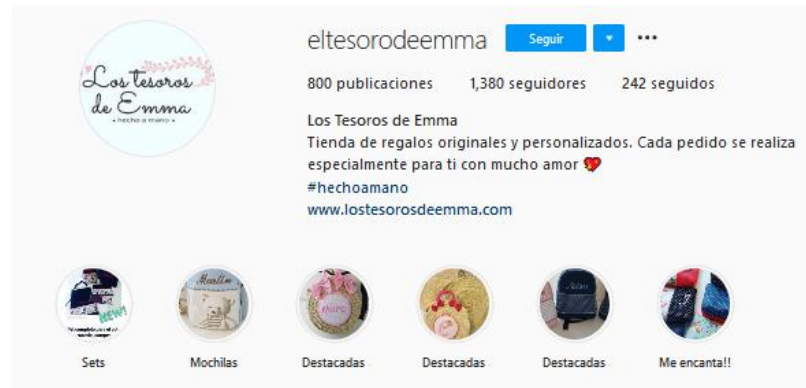 eltesorodeemma Seguir
800 publicaciones 1,380 seguidores 242 seguidos
Los tesoros
de Emma
• hecho a mano •
Los Tesoros de Emma
Tienda de regalos originales y personalizados. Cada pedido se realiza
especialmente para ti con mucho amor 💖
#hechoamano
www.lostesorosdeemma.com
NEW!
Martín
Sets Mochilas Destacadas Destacadas Destacadas Me encanta!!